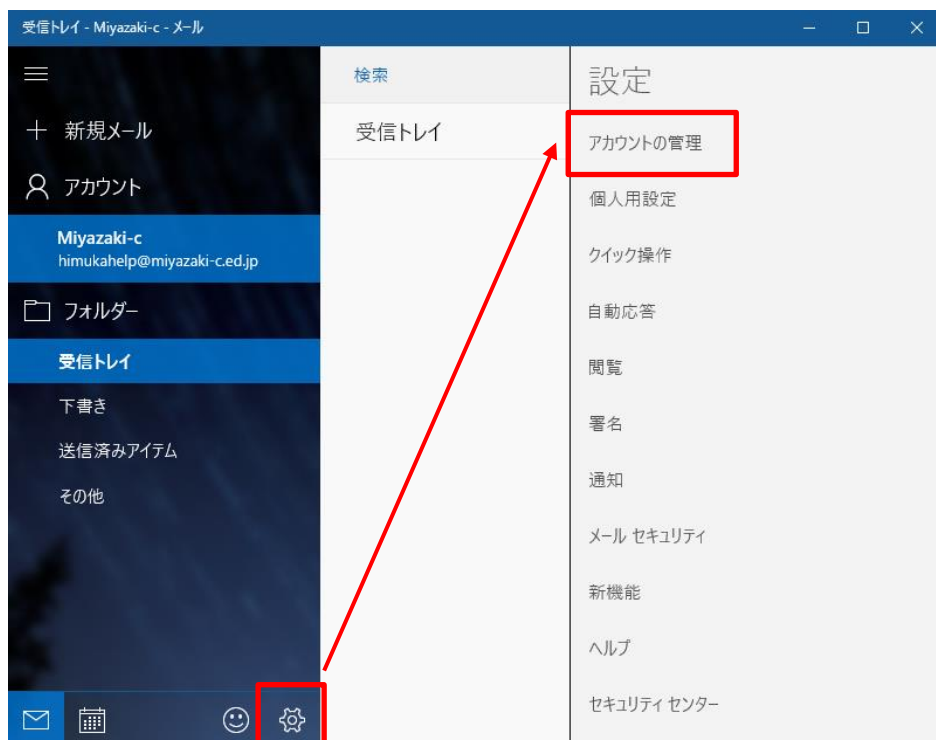 受信トレイ - Miyazaki-c - メール
新規メール
アカウント
Miyazaki-c
himukahelp@miyazaki-c.ed.jp
フォルダー
受信トレイ
下書き
送信済みアイテム
その他
検索
受信トレイ
設定
アカウントの管理
個人用設定
クイック操作
自動応答
閲覧
署名
通知
メール セキュリティ
新機能
ヘルプ
セキュリティ センター